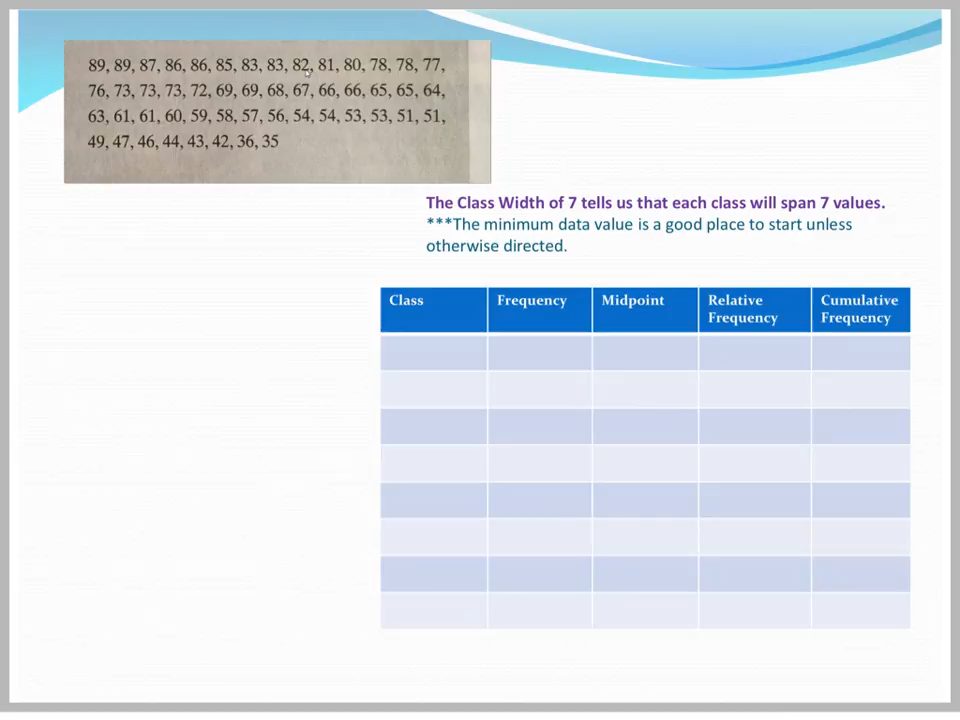 89, 89, 87, 86, 86, 85, 83, 83, 82, 81, 80, 78, 78, 77,
76, 73, 73, 73, 72, 69, 69, 68, 67, 66, 66, 65, 65, 64,
63, 61, 61, 60, 59, 58, 57, 56, 54, 54, 53, 53, 51, 51,
49, 47, 46, 44, 43, 42, 36, 35
The Class Width of 7 tells us that each class will span 7 values.
***The minimum data value is a good place to start unless
otherwise directed.
Class Frequency Midpoint Relative Frequency Cumulative Frequency